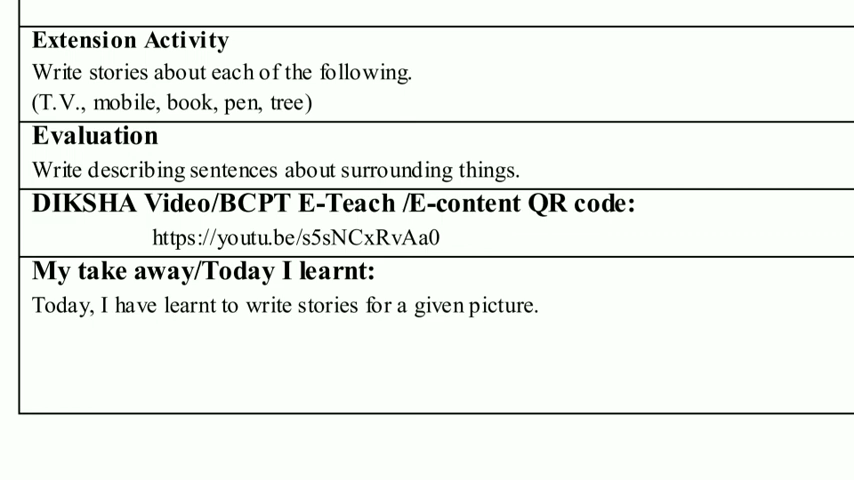 Extension Activity
Write stories about each of the following.
(T.V., mobile, book, pen, tree)
Evaluation
Write describing sentences about surrounding things.
DIKSHA Video/BCPT E-Teach /E-content QR code:
https://youtu.be/s5sNCxRvAa0
My take away/Today I learnt:
Today, I have learnt to write stories for a given picture.